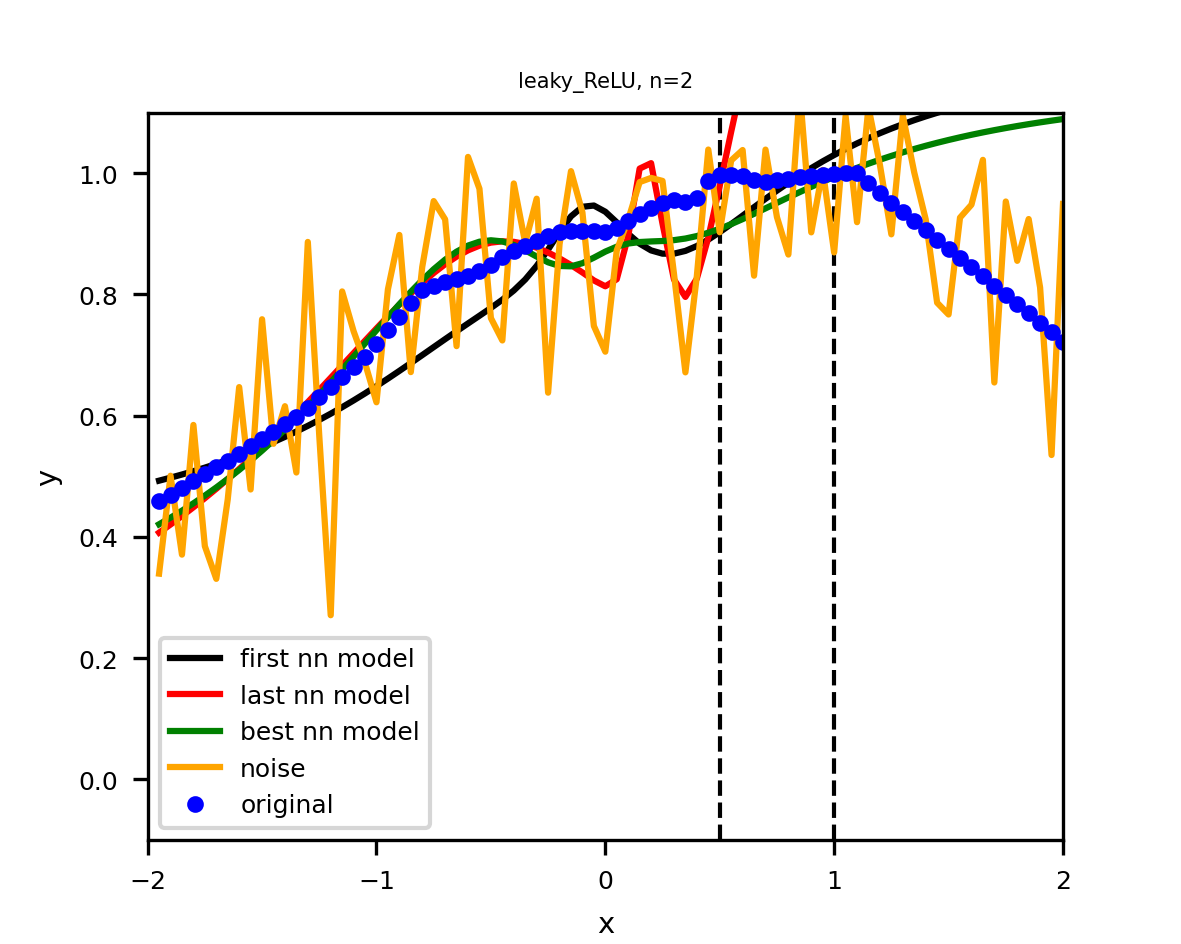 leaky_ReLU, n=2
1.0
0.8
0.6
0.4
0.2
0.0
y
first nn model
last nn model
best nn model
noise
original
−2
−1
0
1
2
x